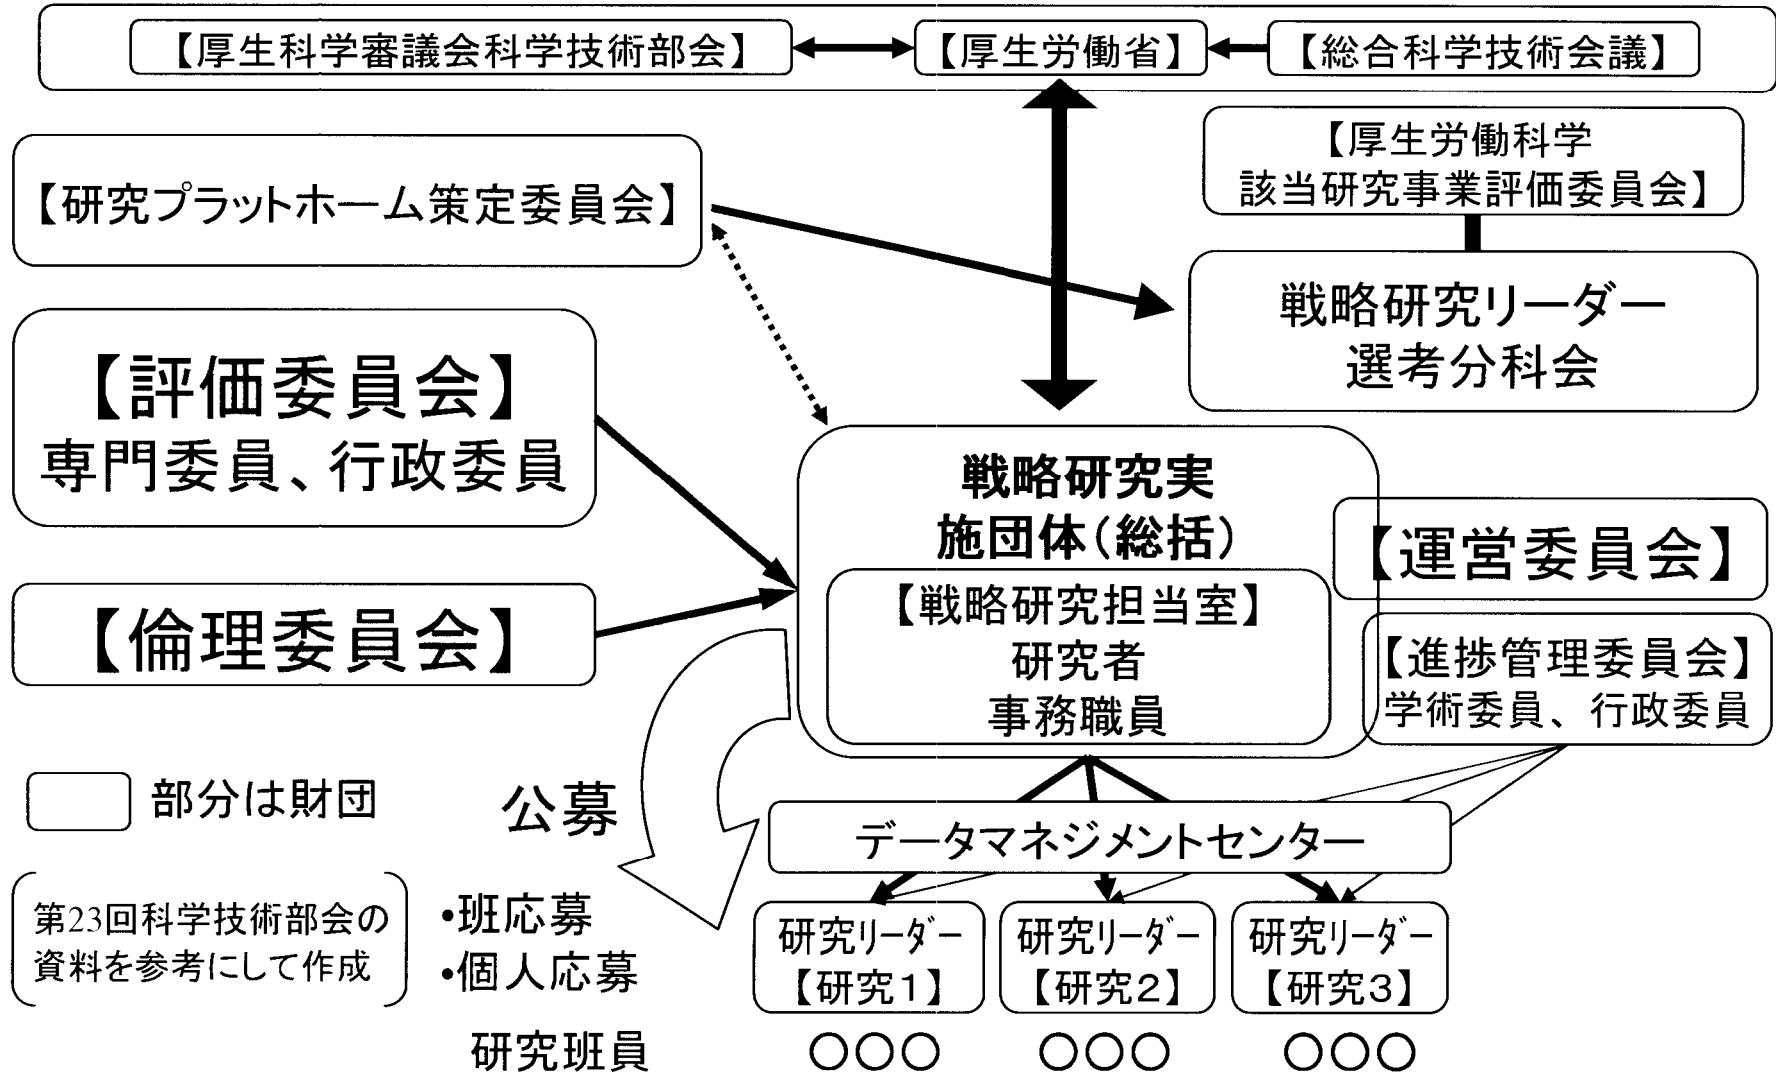 【厚生科学審議会科学技術部会】
【厚生労働省】
【総合科学技術会議】
【研究プラットホーム策定委員会】
【厚生労働科学
該当研究事業評価委員会】
戦略研究リーダー
選考分科会
【評価委員会】
専門委員、行政委員
【倫理委員会】
戦略研究実
施団体(総括)
【戦略研究担当室】
研究者
事務職員
【運営委員会】
【進捗管理委員会】
学術委員、行政委員
部分は財団
公募
データマネジメントセンター
第23回科学技術部会の
資料を参考にして作成
•班応募
•個人応募
研究リーダー
【研究1】
研究リーダー
【研究2】
研究リーダー
【研究3】
研究班員
○○○
○○○
○○○